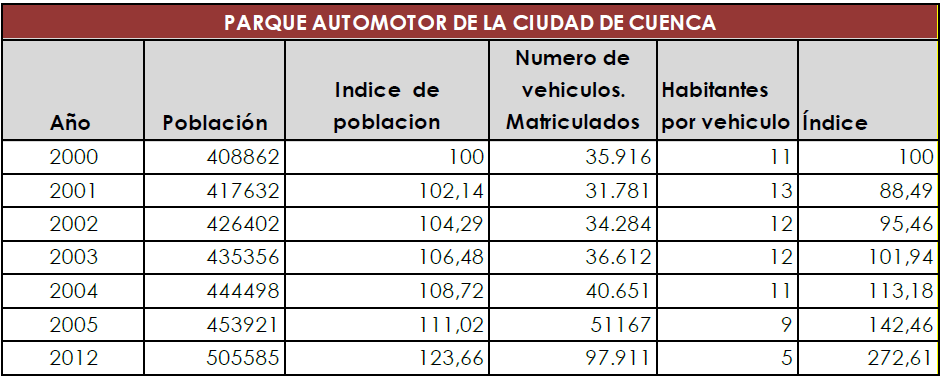 PARQUE AUTOMOTOR DE LA CIUDAD DE CUENCA
Año Población Indice de poblacion Numero de vehiculos. Matriculados Habitantes por vehiculo Índice
2000 408862 100 35.916 11 100
2001 417632 102,14 31.781 13 88,49
2002 426402 104,29 34.284 12 95,46
2003 435356 106,48 36.612 12 101,94
2004 444498 108,72 40.651 11 113,18
2005 453921 111,02 51167 9 142,46
2012 505585 123,66 97.911 5 272,61